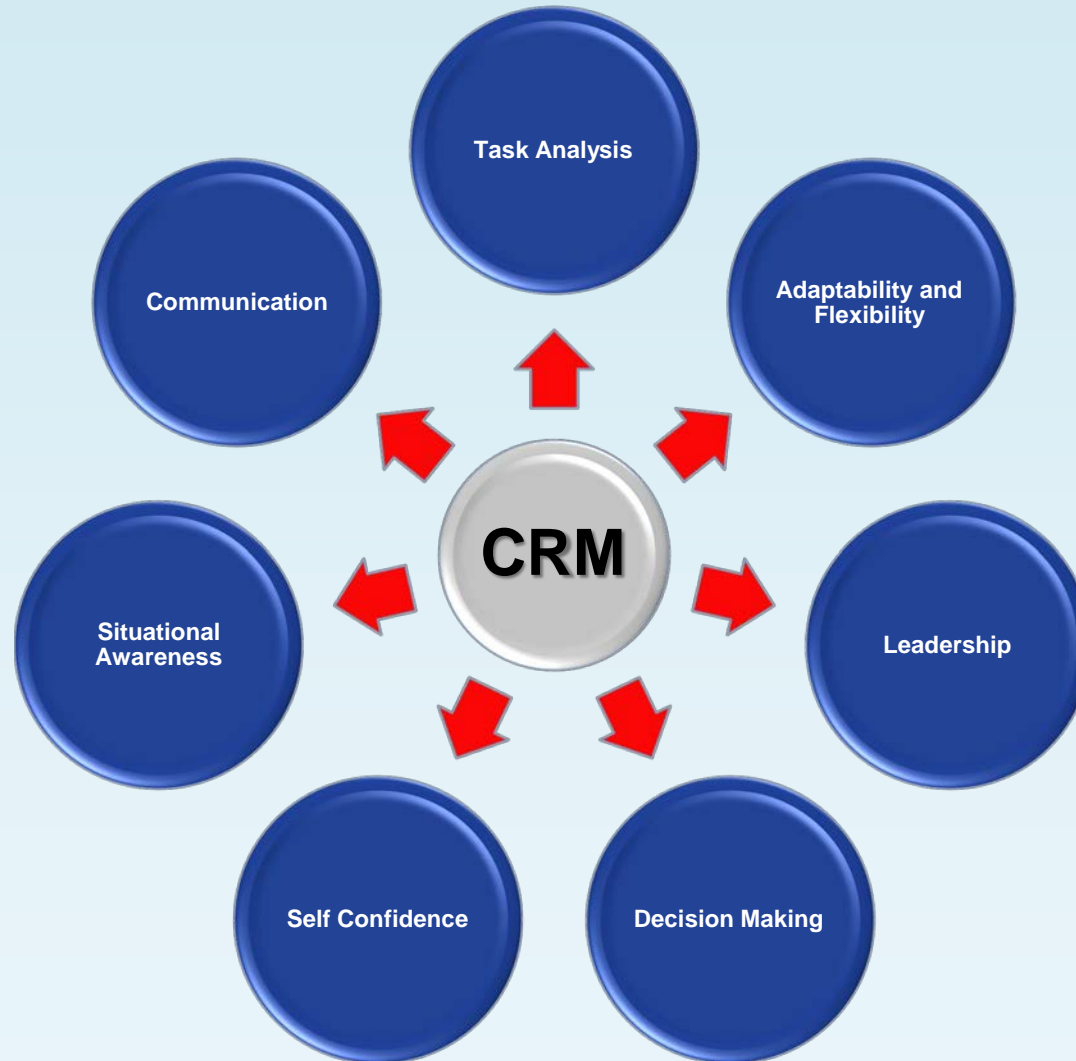 Task Analysis
Communication
Adaptability and
Flexibility
CRM
Situational
Awareness
Leadership
Self Confidence
Decision Making